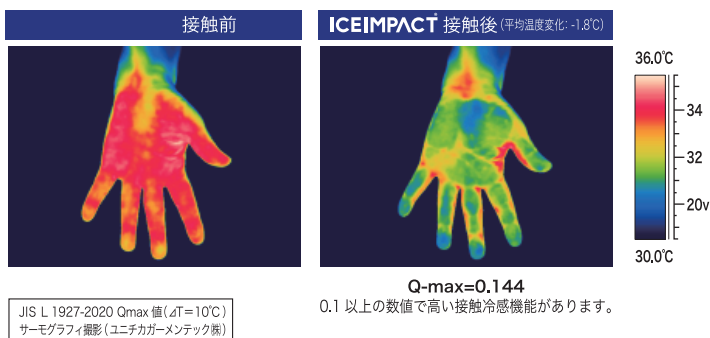 接触前
ICEIMPACT 接触後(平均温度変化: -1.8℃)
36.0℃
34
32
20v
30.0℃
Q-max=0.144
0.1 以上の数値で高い接触冷感機能があります。
JIS L 1927-2020 Qmax 値(⊿T=10℃)
サーモグラフィ撮影(ユニチカガーメンテック㈱)